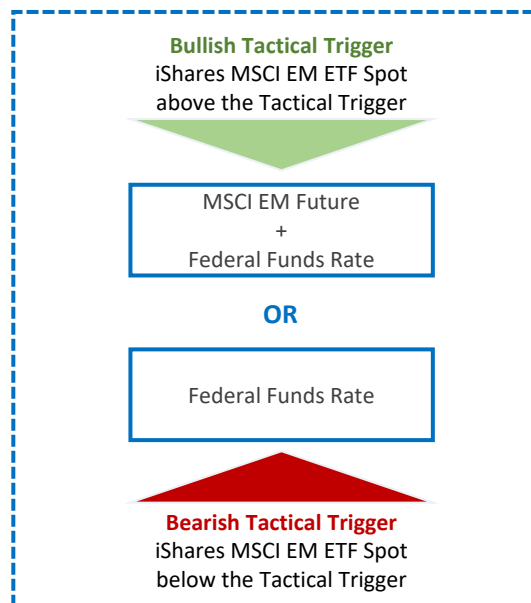 Bullish Tactical Trigger
iShares MSCI EM ETF Spot
above the Tactical Trigger
MSCI EM Future
+
Federal Funds Rate
OR
Federal Funds Rate
Bearish Tactical Trigger
iShares MSCI EM ETF Spot
below the Tactical Trigger